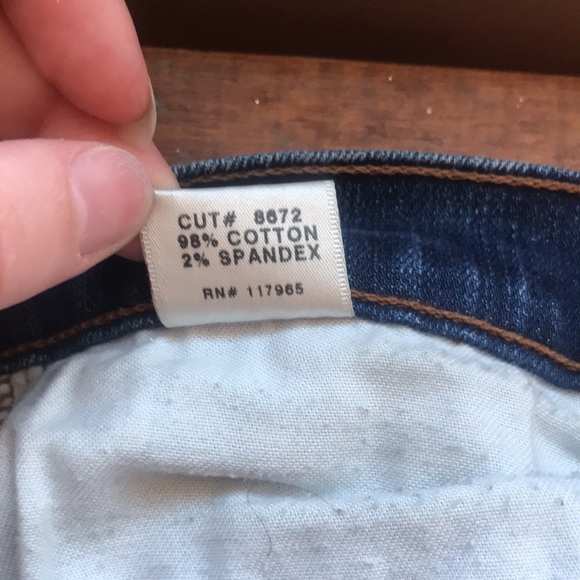 CUT# 8672
98% COTTON
2% SPANDEX
RN# 117965